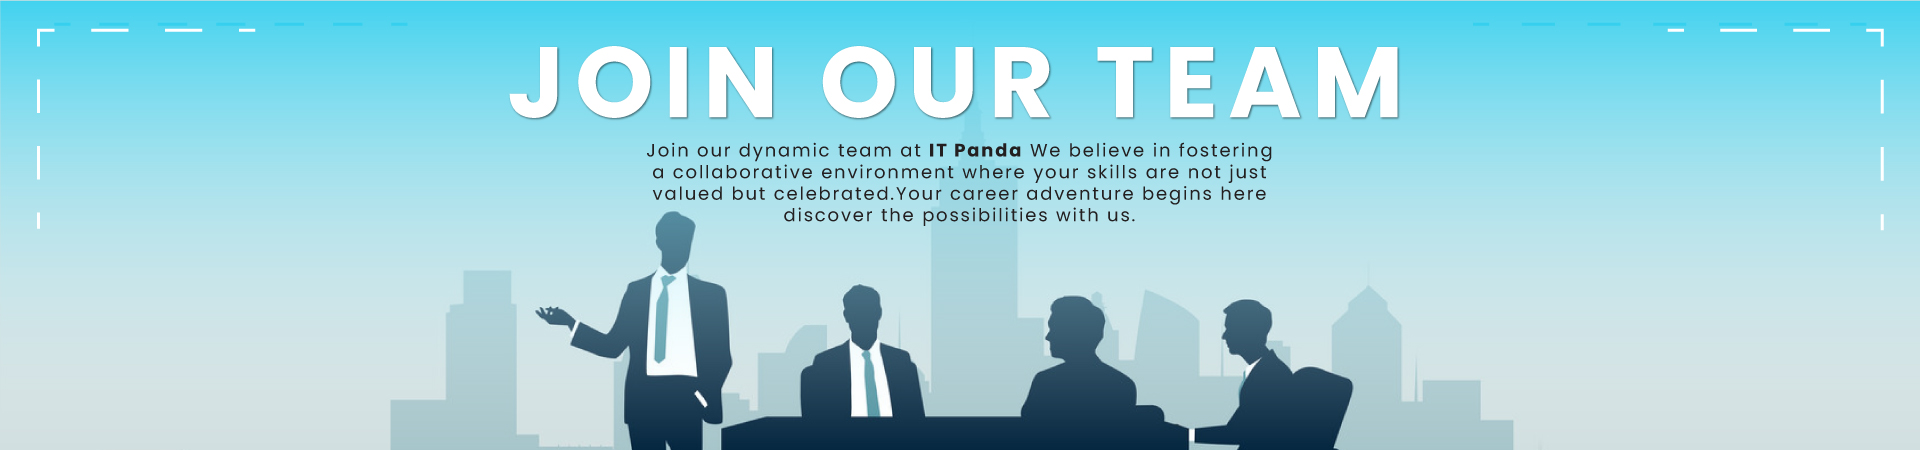 JOIN OUR TEAM
Join our dynamic team at IT Panda We believe in fostering
a collaborative environment where your skills are not just
valued but celebrated.Your career adventure begins here
discover the possibilities with us.